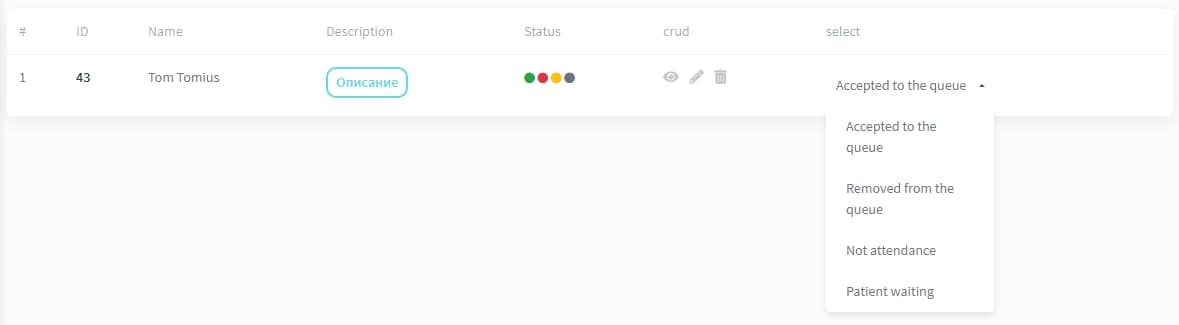 # ID Name Description Status crud select
1 43 Tom Tomius Описание Accepted to the queue
Accepted to the
queue
Removed from the
queue
Not attendance
Patient waiting